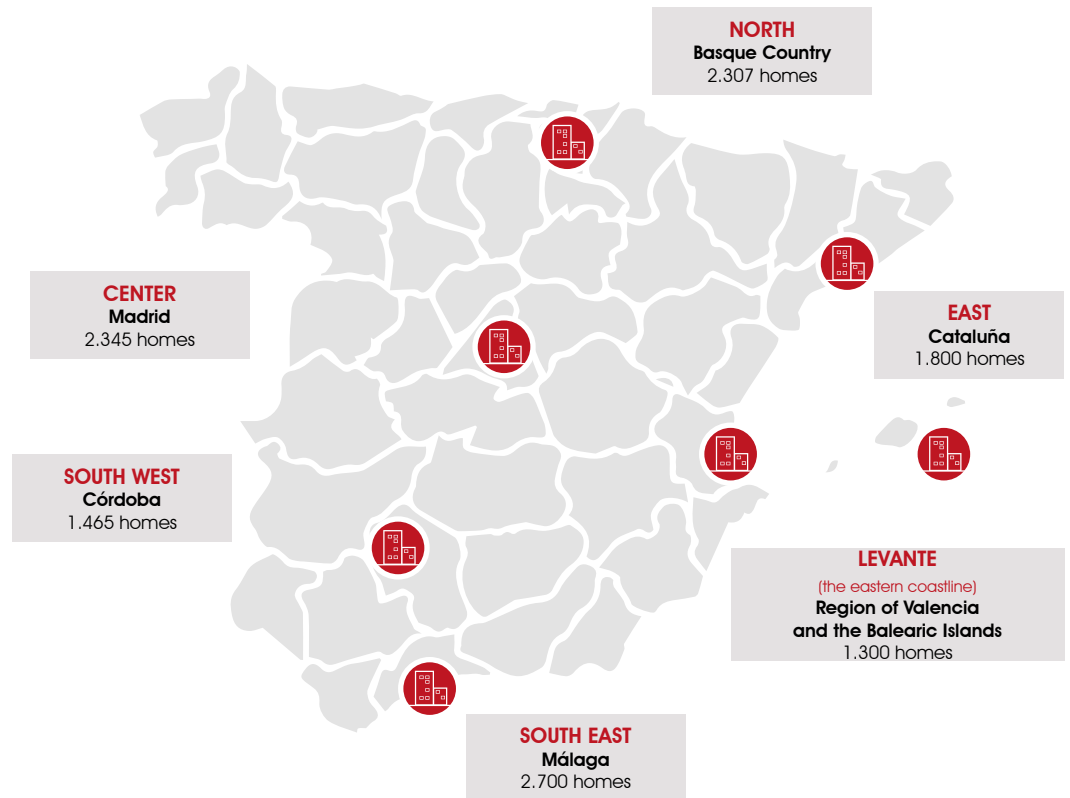 NORTH
Basque Country
2.307 homes
CENTER
Madrid
2.345 homes
EAST
Cataluña
1.800 homes
SOUTH WEST
Córdoba
1.465 homes
LEVANTE
(the eastern coastline)
Region of Valencia
and the Balearic Islands
1.300 homes
SOUTH EAST
Málaga
2.700 homes